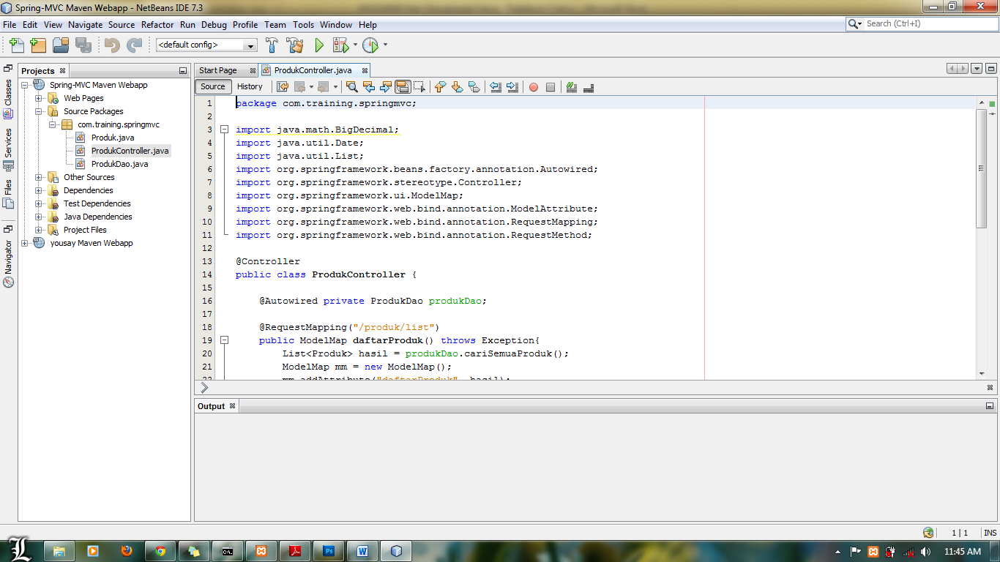 Spring-MVC Maven Webapp - NetBeans IDE 7.3
File Edit View Navigate Source Refactor Run Debug Profile Team Tools Window Help
Search (Ctrl+I)
<default config>
Classes
Services
Files
Navigator
Projects
Spring-MVC Maven Webapp
Web Pages
Source Packages
com.training.springmvc
Produk.java
ProdukController.java
ProdukDao.java
Other Sources
Dependencies
Test Dependencies
Java Dependencies
Project Files
yousay Maven Webapp
Start Page ProdukController.java
Source History
1 package com.training.springmvc;
2
3 import java.math.BigDecimal;
4 import java.util.Date;
5 import java.util.List;
6 import org.springframework.beans.factory.annotation.Autowired;
7 import org.springframework.stereotype.Controller;
8 import org.springframework.ui.ModelMap;
9 import org.springframework.web.bind.annotation.ModelAttribute;
10 import org.springframework.web.bind.annotation.RequestMapping;
11 import org.springframework.web.bind.annotation.RequestMethod;
12
13 @Controller
14 public class ProdukController {
15
16 @Autowired private ProdukDao produkDao;
17
18 @RequestMapping("/produk/list")
19 public ModelMap daftarProduk() throws Exception{
20 List<Produk> hasil = produkDao.cariSemuaProduk();
21 ModelMap mm = new ModelMap();
22 mm.addAttribute("daftarProduk", hasil);
Output
1 | 1 INS
11:45 AM